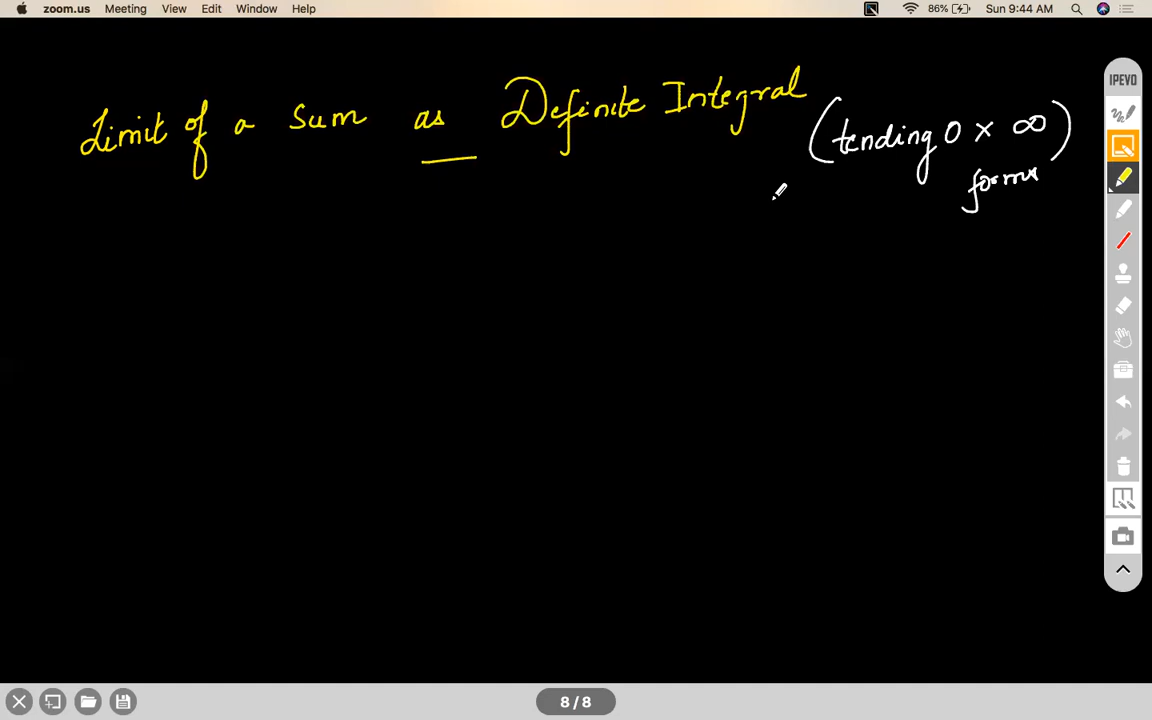 zoom.us Meeting View Edit Window Help 86% Sun 9:44 AM
Limit of a Sum as Definite Integral (tending 0 × ∞)
forms
IPEVO
8 / 8